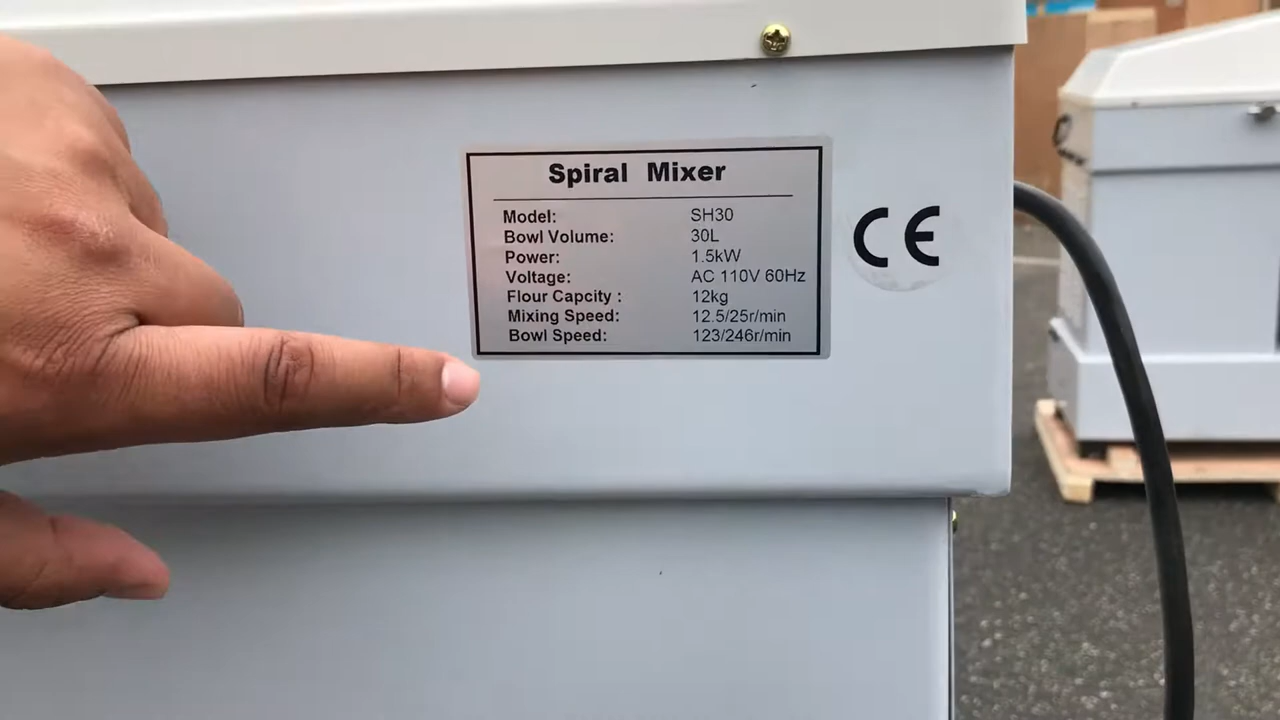 Spiral Mixer
Model: SH30
Bowl Volume: 30L
Power: 1.5kW
Voltage: AC 110V 60Hz
Flour Capcity : 12kg
Mixing Speed: 12.5/25r/min
Bowl Speed: 123/246r/min
CE